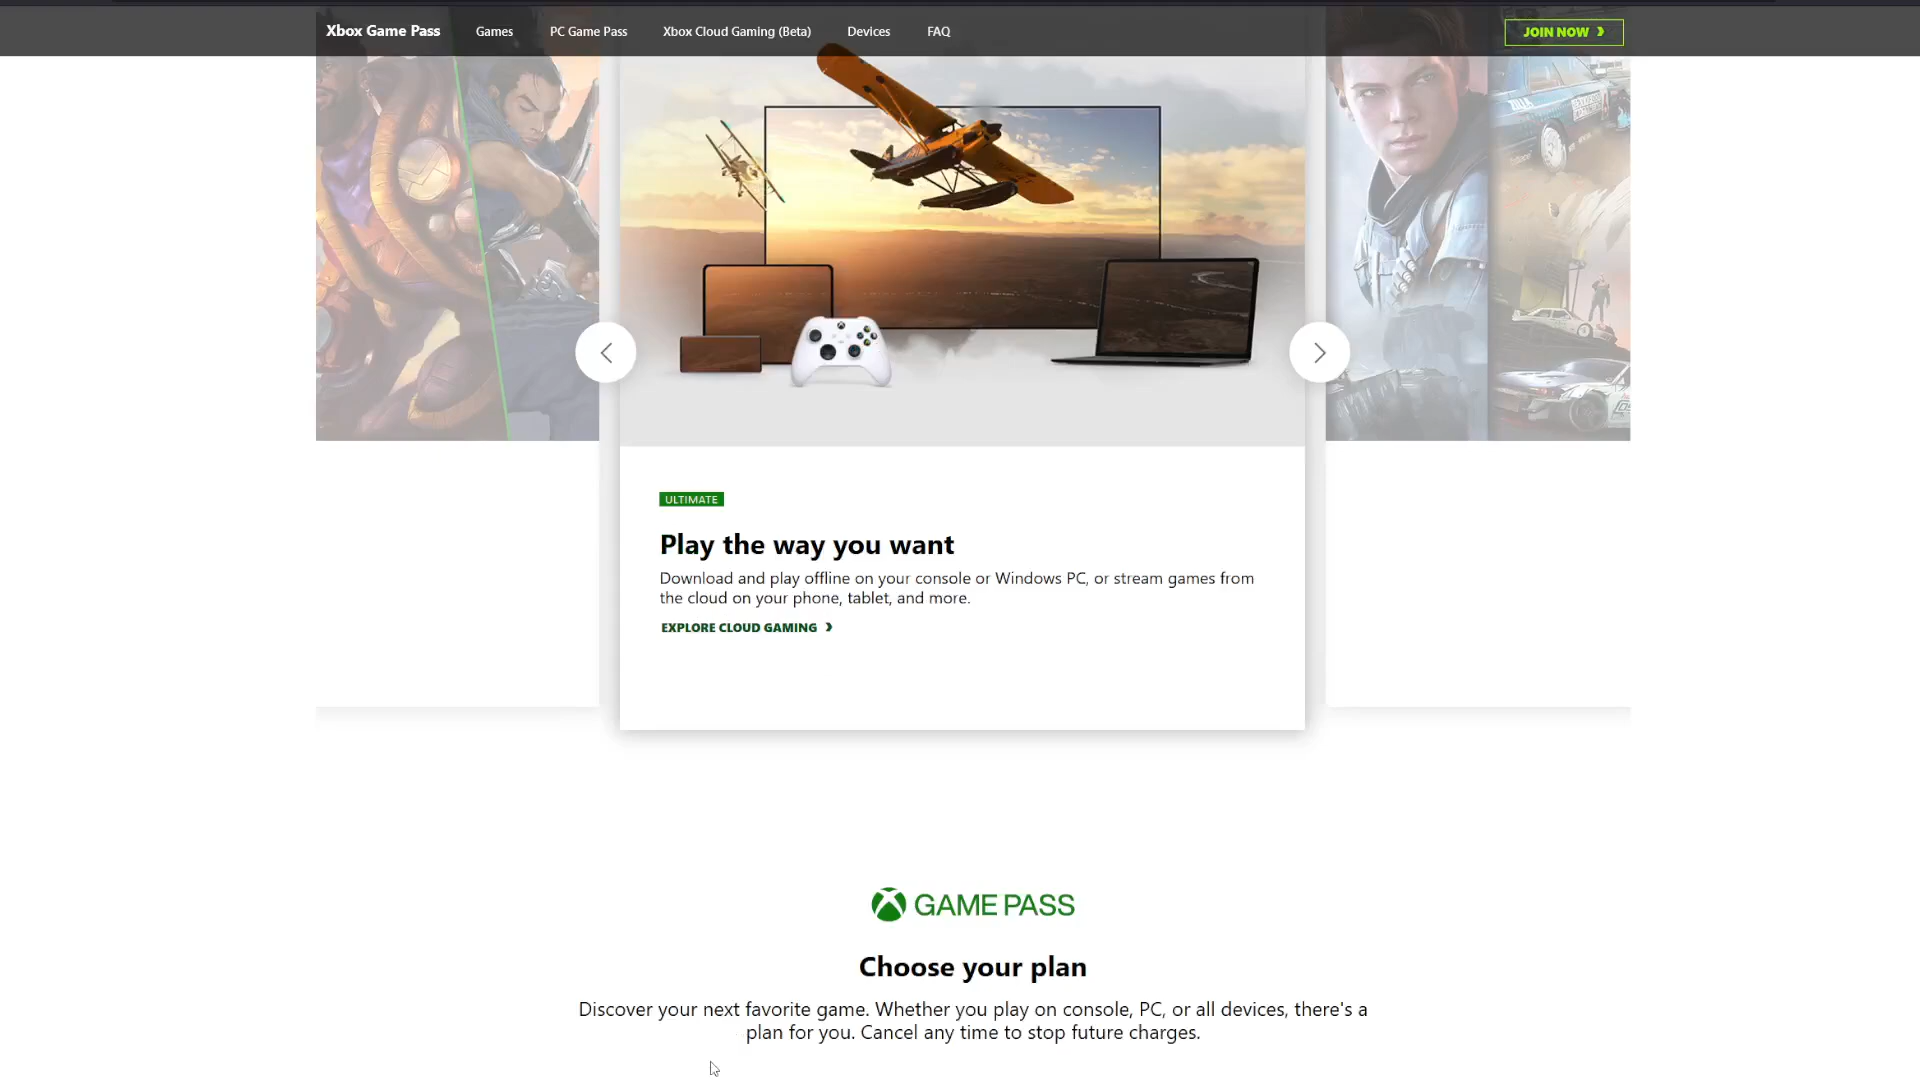 Xbox Game Pass
Games
PC Game Pass
Xbox Cloud Gaming (Beta)
Devices
FAQ
JOIN NOW
ZILLA
ULTIMATE
Play the way you want
Download and play offline on your console or Windows PC, or stream games from
the cloud on your phone, tablet, and more.
EXPLORE CLOUD GAMING
GAME PASS
Choose your plan
Discover your next favorite game. Whether you play on console, PC, or all devices, there's a
plan for you. Cancel any time to stop future charges.